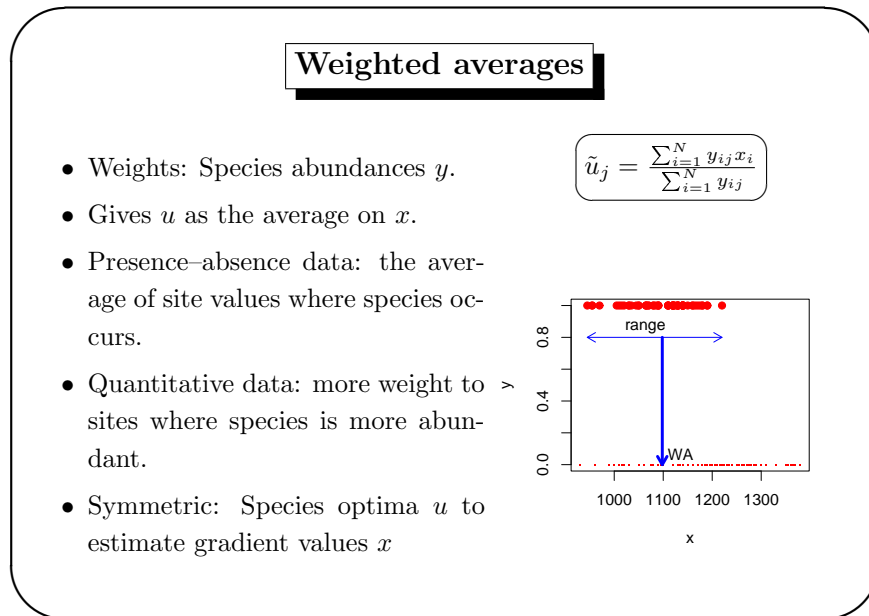 Weighted averages
• Weights: Species abundances y.
• Gives u as the average on x.
• Presence–absence data: the aver-
age of site values where species oc-
curs.
• Quantitative data: more weight to
sites where species is more abun-
dant.
• Symmetric: Species optima u to
estimate gradient values x
ũ_j = \frac{\sum_{i=1}^{N} y_{ij} x_i}{\sum_{i=1}^{N} y_{ij}}
range
WA
y
0.0 0.4 0.8
1000 1100 1200 1300
x